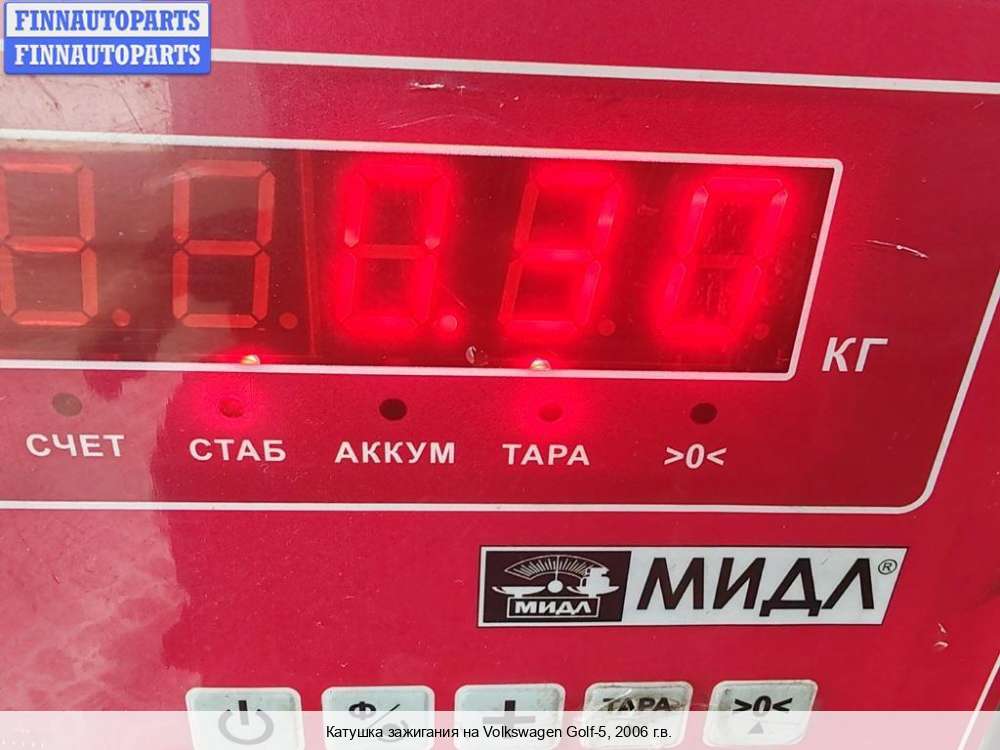 FINNAUTOPARTS
FINNAUTOPARTS
0.30
КГ
СЧЕТ СТАБ АККУМ ТАРА >0<
МИДЛ МИДЛ®
ТАРА >0<
Катушка зажигания на Volkswagen Golf-5, 2006 г.в.